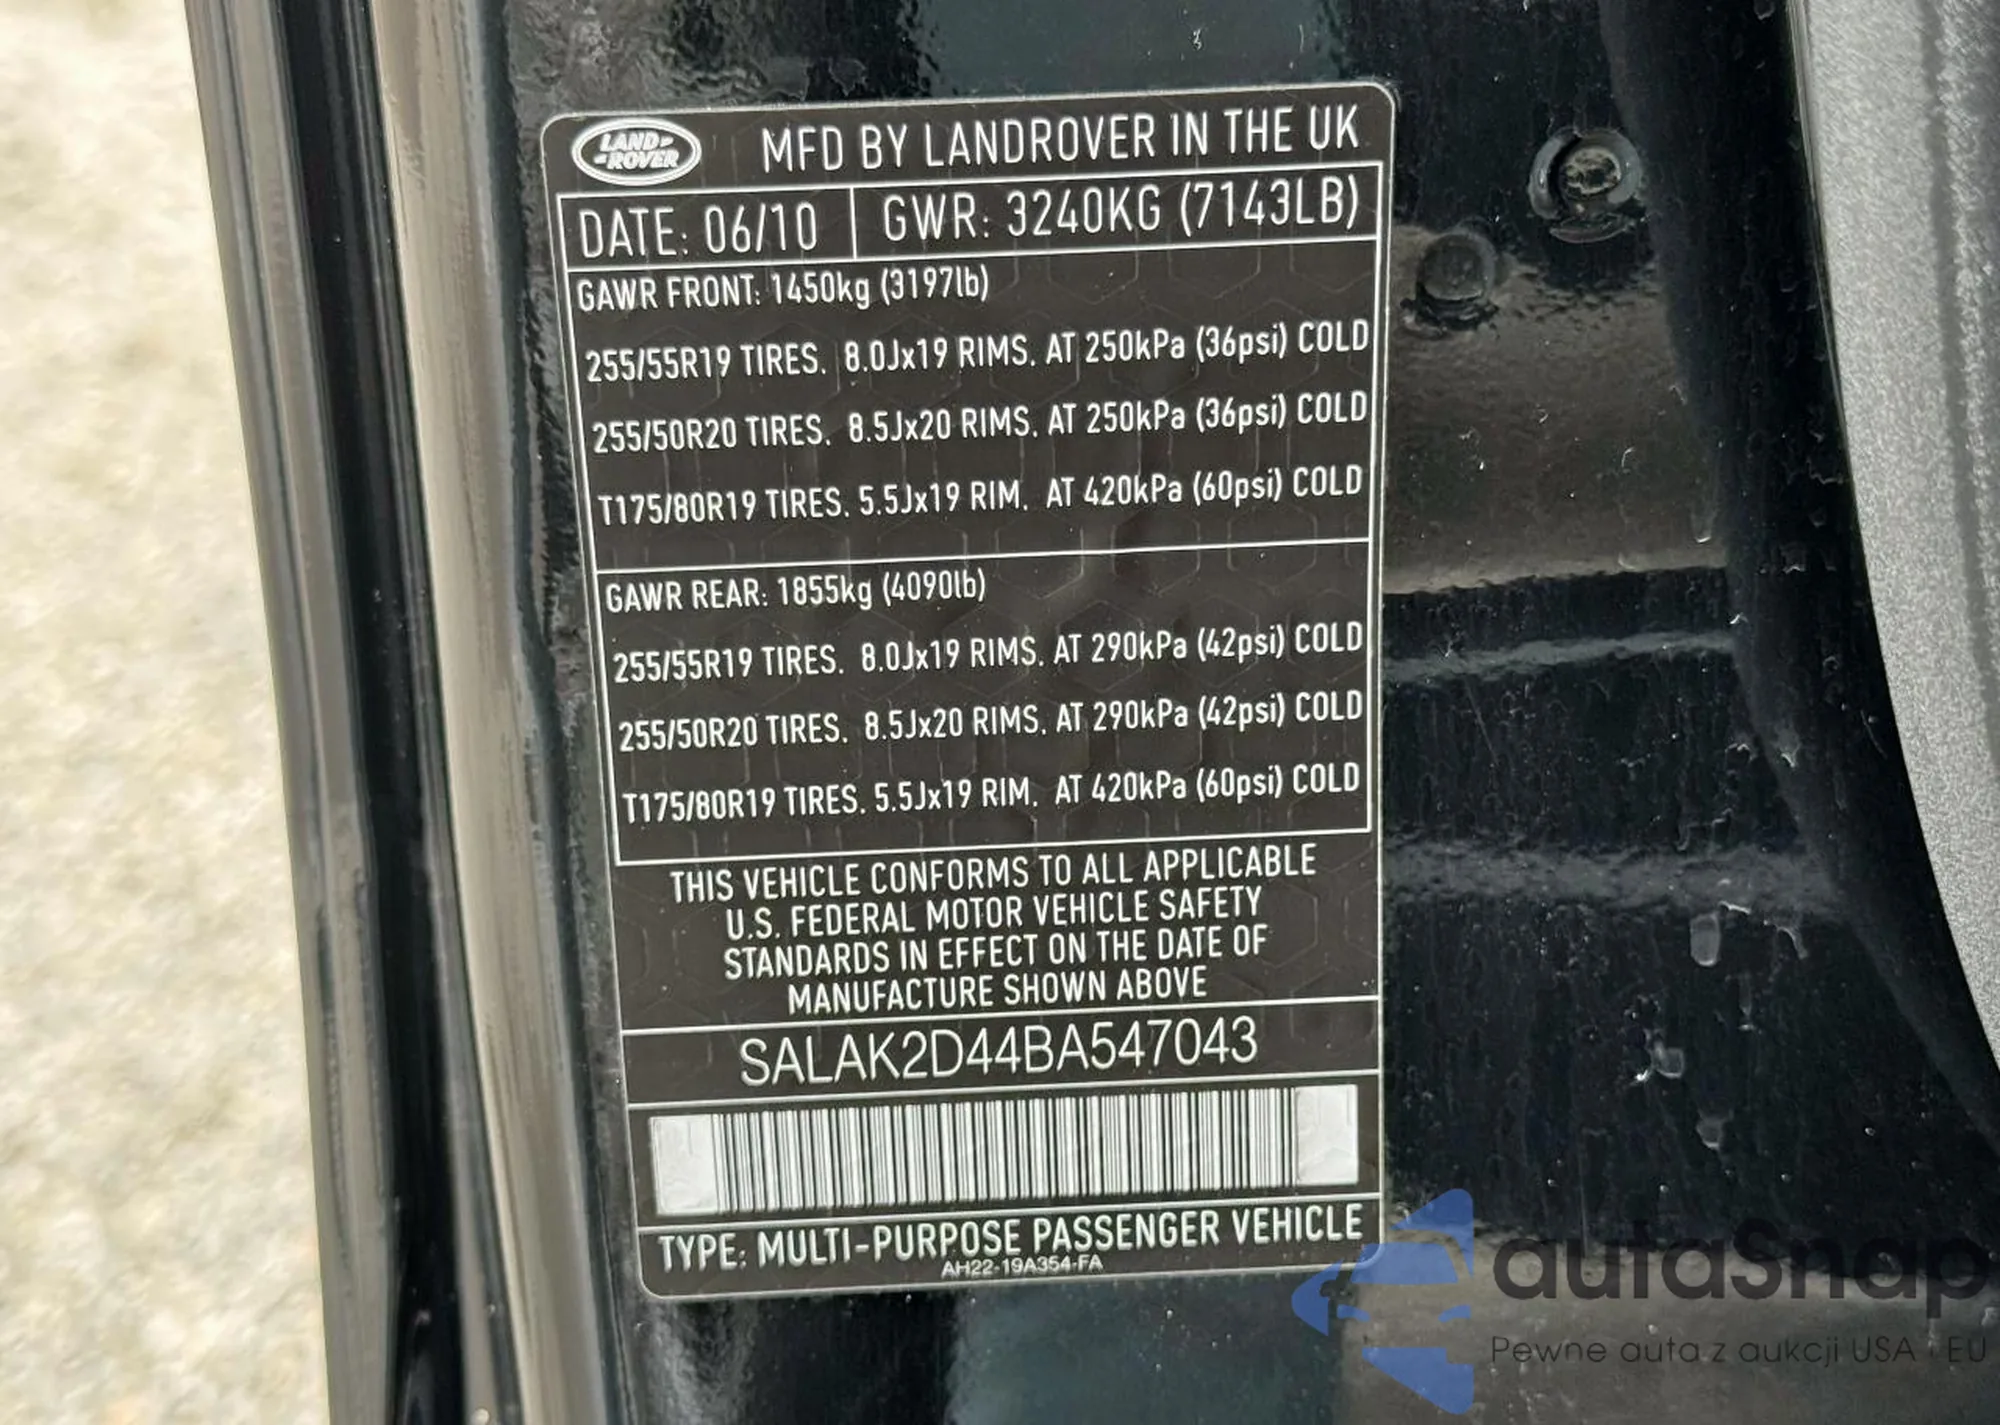 LAND ROVER
MFD BY LANDROVER IN THE UK
DATE: 06/10 GWR: 3240KG (7143LB)
GAWR FRONT: 1450kg (3197lb)
255/55R19 TIRES. 8.0Jx19 RIMS. AT 250kPa (36psi) COLD
255/50R20 TIRES. 8.5Jx20 RIMS. AT 250kPa (36psi) COLD
T175/80R19 TIRES. 5.5Jx19 RIM. AT 420kPa (60psi) COLD
GAWR REAR: 1855kg (4090lb)
255/55R19 TIRES. 8.0Jx19 RIMS. AT 290kPa (42psi) COLD
255/50R20 TIRES. 8.5Jx20 RIMS. AT 290kPa (42psi) COLD
T175/80R19 TIRES. 5.5Jx19 RIM. AT 420kPa (60psi) COLD
THIS VEHICLE CONFORMS TO ALL APPLICABLE
U.S. FEDERAL MOTOR VEHICLE SAFETY
STANDARDS IN EFFECT ON THE DATE OF
MANUFACTURE SHOWN ABOVE
SALAK2D44BA547043
TYPE: MULTI-PURPOSE PASSENGER VEHICLE
AH22-19A354-FA
autaSnap
Pewne auta z aukcji USA i EU